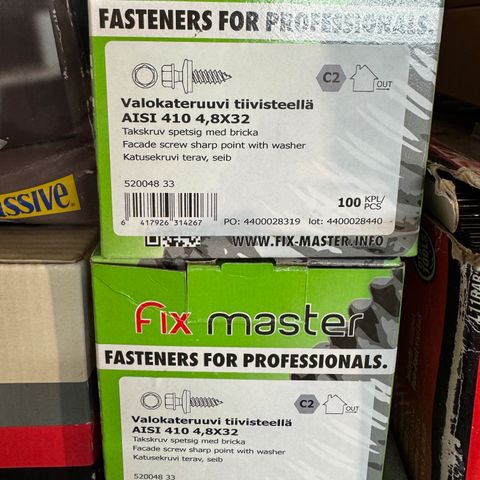 FASTENERS FOR PROFESSIONALS.
C2
OUT
Valokateruuvi tiivisteellä
AISI 410 4,8X32
Takskruv spetsig med bricka
Facade screw sharp point with washer
Katusekruvi terav, seib
520048 33
100 KPL/PCS
6 417926 314267
PO: 4400028319 lot: 4400028440
WWW.FIX-MASTER.INFO
SSIVE
Fix master
FASTENERS FOR PROFESSIONALS.
C2
OUT
Valokateruuvi tiivisteellä
AISI 410 4,8X32
Takskruv spetsig med bricka
Facade screw sharp point with washer
Katusekruvi terav, seib
520048 33